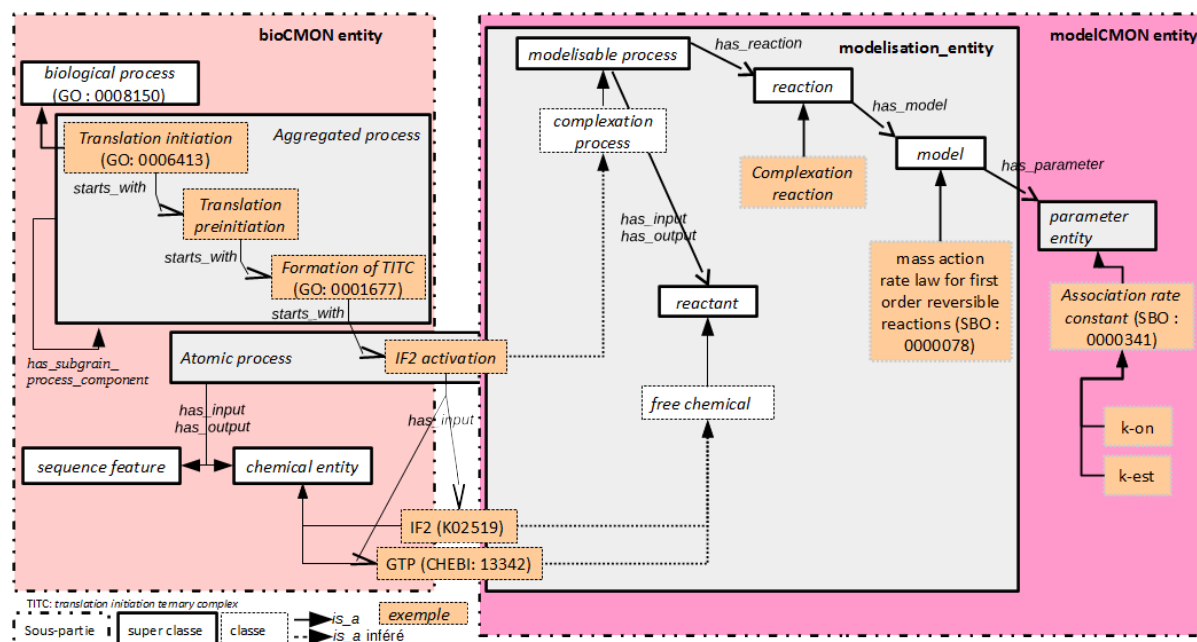 bioCMON entity
modelisation_entity
modelCMON entity
biological process
(GO : 0008150)
Aggregated process
Translation initiation
(GO: 0006413)
starts_with
Translation
preinitiation
starts_with
Formation of TITC
(GO: 0001677)
starts_with
Atomic process
IF2 activation
has_subgrain_
process_component
has_input
has_output
has_input
sequence feature
chemical entity
IF2 (K02519)
GTP (CHEBI: 13342)
modelisable process
has_reaction
reaction
has_model
complexation
process
model
has_parameter
Complexation
reaction
has_input
has_output
parameter
entity
mass action
rate law for first
order reversible
reactions (SBO :
0000078)
reactant
Association rate
constant (SBO :
0000341)
free chemical
k-on
k-est
TITC: translation initiation ternary complex
Sous-partie
super classe
classe
is_a
exemple
is_a inféré